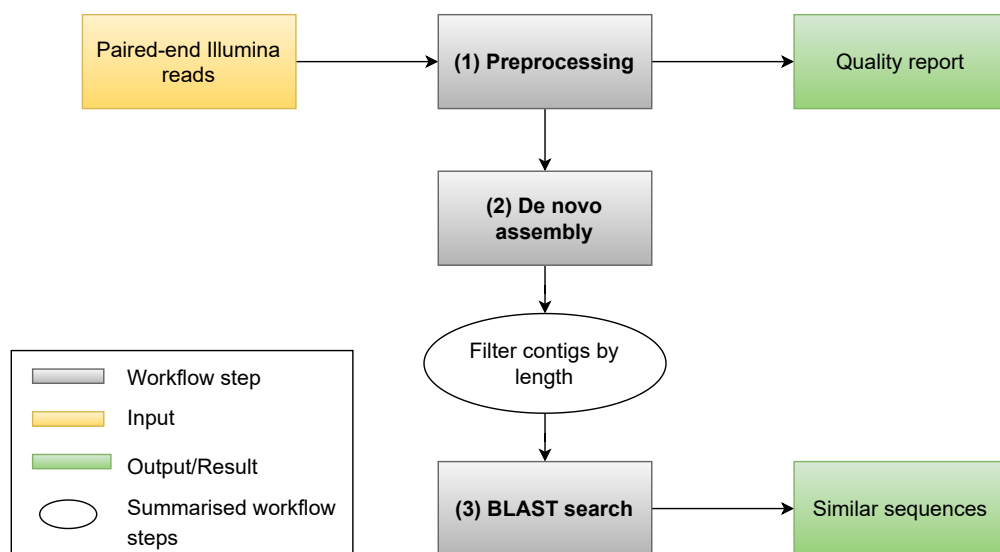 Paired-end Illumina
reads
(1) Preprocessing
Quality report
(2) De novo
assembly
Filter contigs by
length
Workflow step
Input
Output/Result
Summarised workflow
steps
(3) BLAST search
Similar sequences